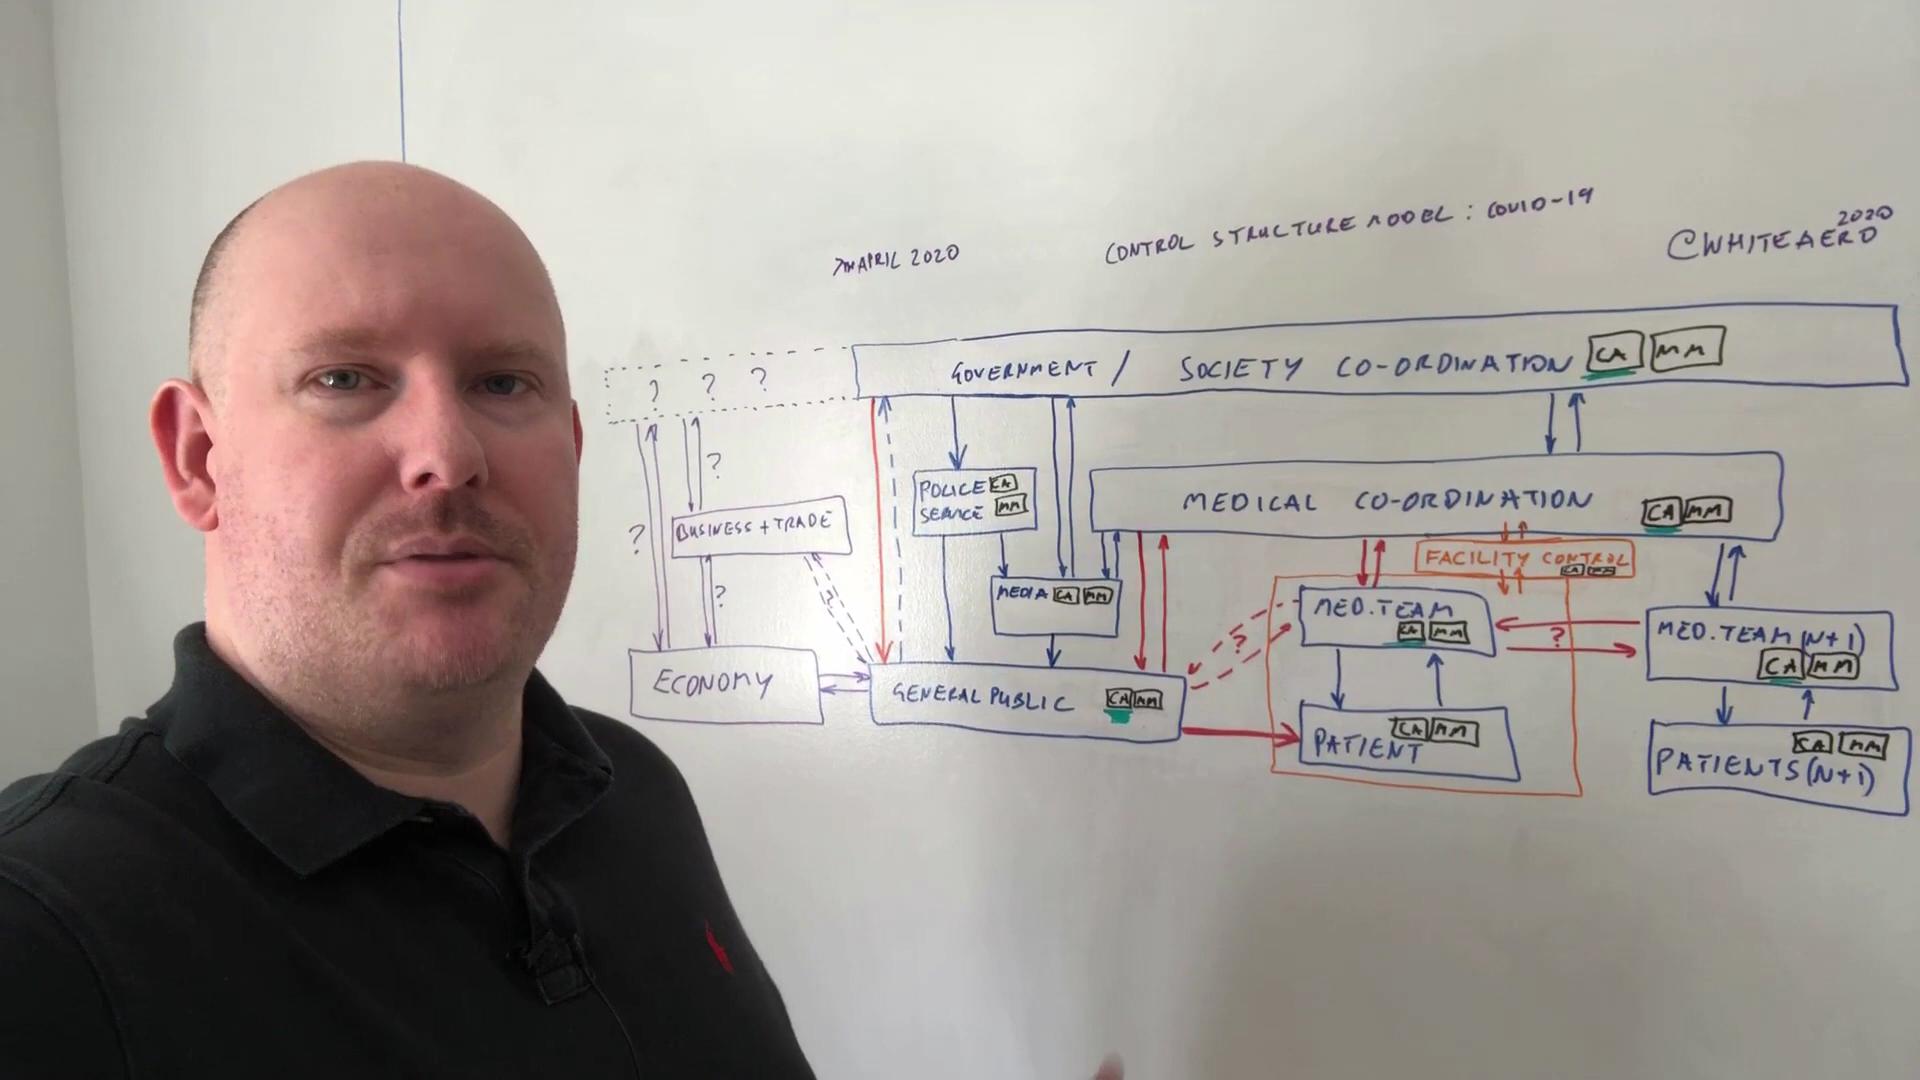 7TH APRIL 2020
CONTROL STRUCTURE MODEL : COVID-19
2020
@WHITEAERO
? ? ?
GOVERNMENT / SOCIETY CO-ORDINATION CA MM
?
?
BUSINESS + TRADE
POLICE CA
SERVICE MM
MEDICAL CO-ORDINATION CA MM
FACILITY CONTROL
CA MM
?
?
MEDIA CA MM
MED. TEAM
CA MM
?
?
MED. TEAM (N+1)
CA MM
ECONOMY
GENERAL PUBLIC CA MM
CA MM
PATIENT
CA MM
PATIENTS (N+1)